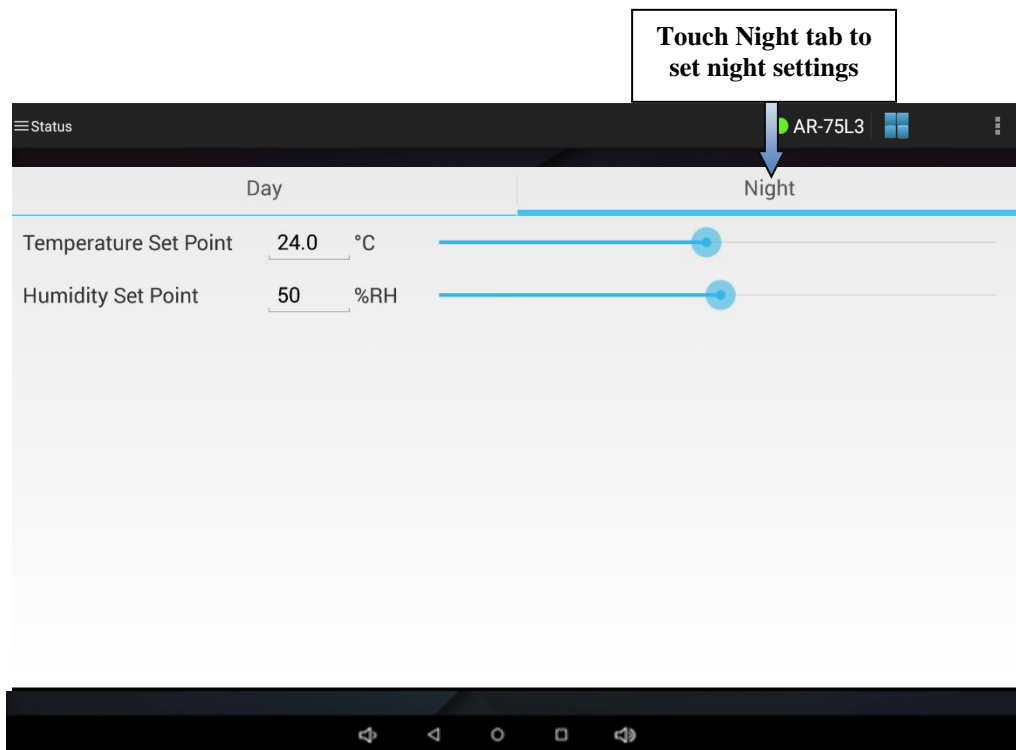 Touch Night tab to
set night settings
Status
AR-75L3
Day
Night
Temperature Set Point 24.0 °C
Humidity Set Point 50 %RH